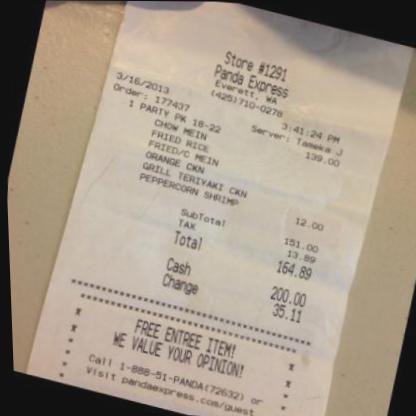 Store #1291
Panda Express
Everett, WA
(425)710-0278
3/16/2013 3:41:24 PM
Order: 177437 Server: Tameka J
1 PARTY PK 18-22 139.00
CHOW MEIN
FRIED RICE
FRIED/C MEIN
ORANGE CKN
GRILL TERIYAKI CKN
PEPPERCORN SHRIMP 12.00
SubTotal 151.00
TAX 13.89
Total 164.89
Cash 200.00
Change 35.11
FREE ENTREE ITEM!
WE VALUE YOUR OPINION!
Call 1-888-51-PANDA(72632) or
Visit pandaexpress.com/guest